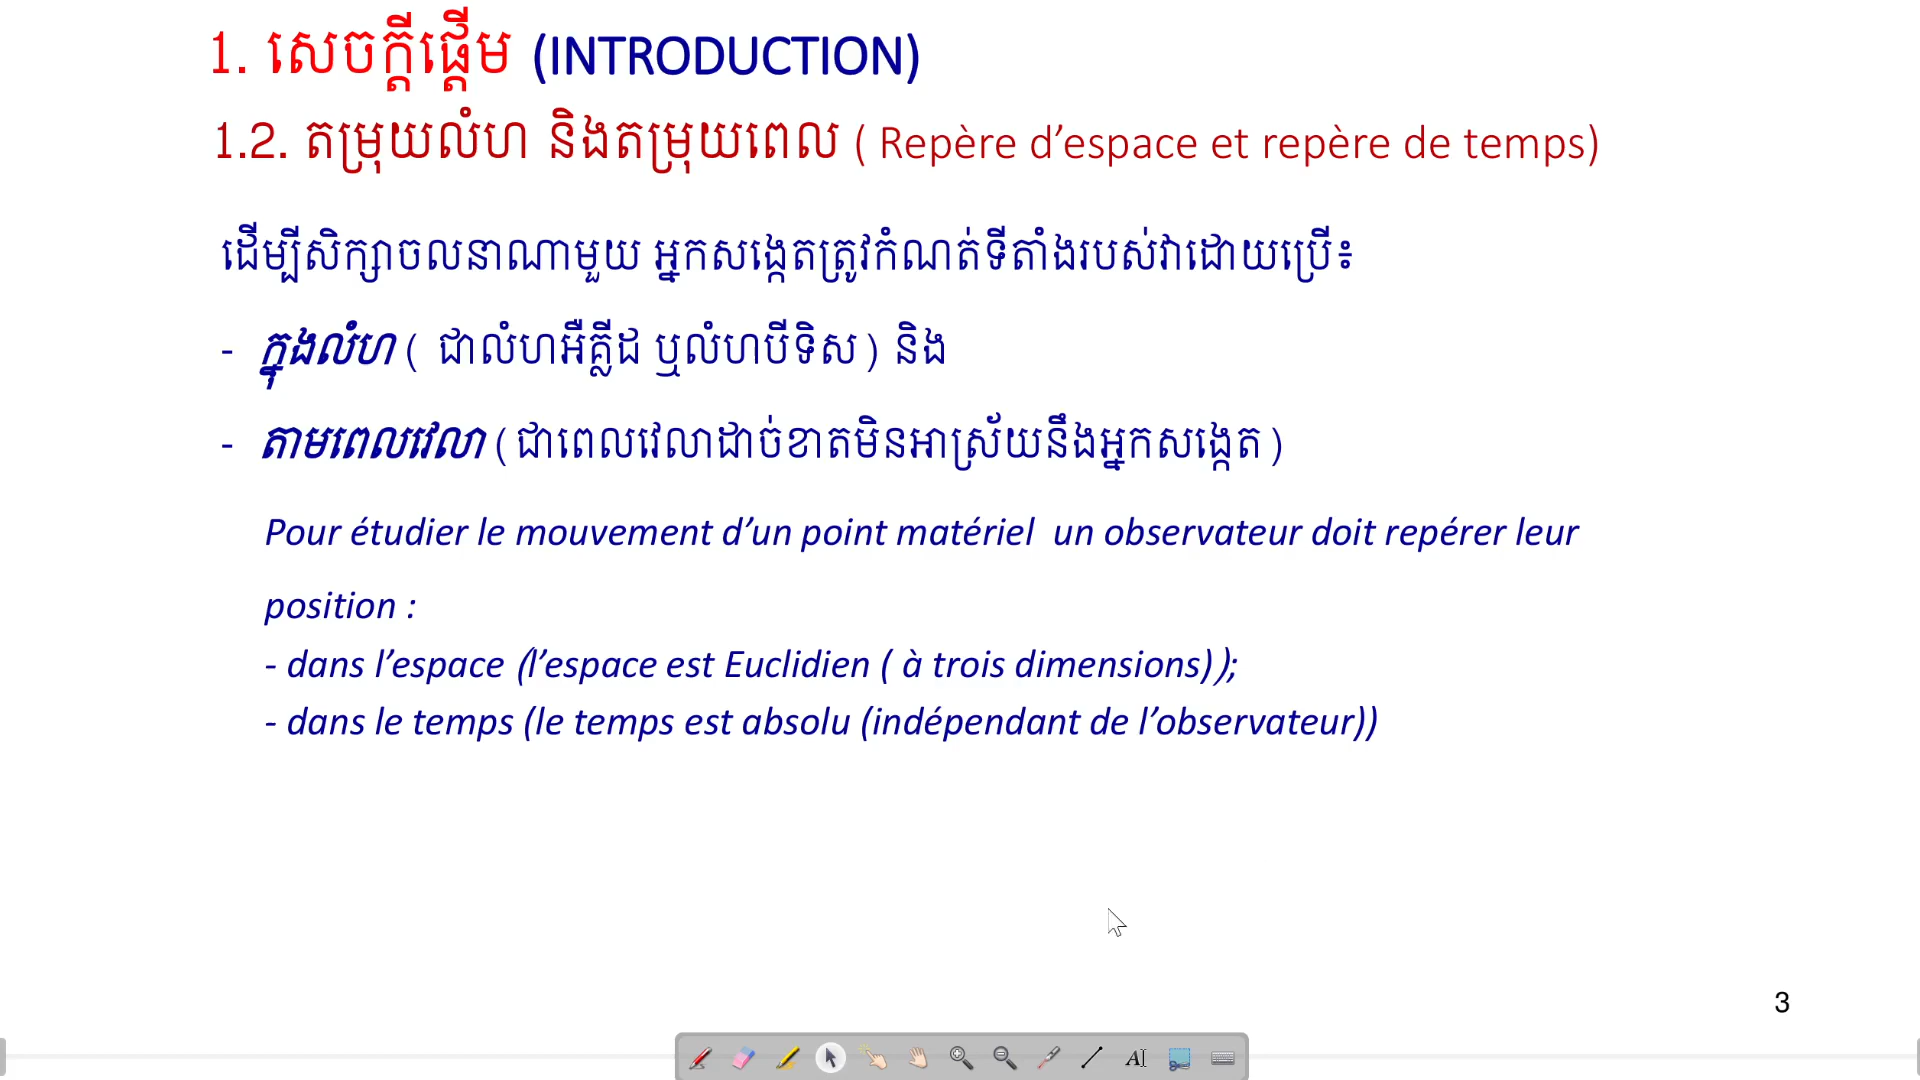 1. សេចក្តីផ្តើម (INTRODUCTION)
1.2. តម្រុយលំហ និងតម្រុយពេល ( Repère d’espace et repère de temps)
ដើម្បីសិក្សាចលនាណាមួយ អ្នកសង្កេតត្រូវកំណត់ទីតាំងរបស់វាដោយប្រើ៖
- ក្នុងលំហ ( ជាលំហអឺគ្លីដ ឬលំហបីទិស ) និង
- តាមពេលវេលា ( ជាពេលវេលាដាច់ខាតមិនអាស្រ័យនឹងអ្នកសង្កេត )
Pour étudier le mouvement d’un point matériel un observateur doit repérer leur
position :
- dans l’espace (l’espace est Euclidien ( à trois dimensions));
- dans le temps (le temps est absolu (indépendant de l’observateur))
3